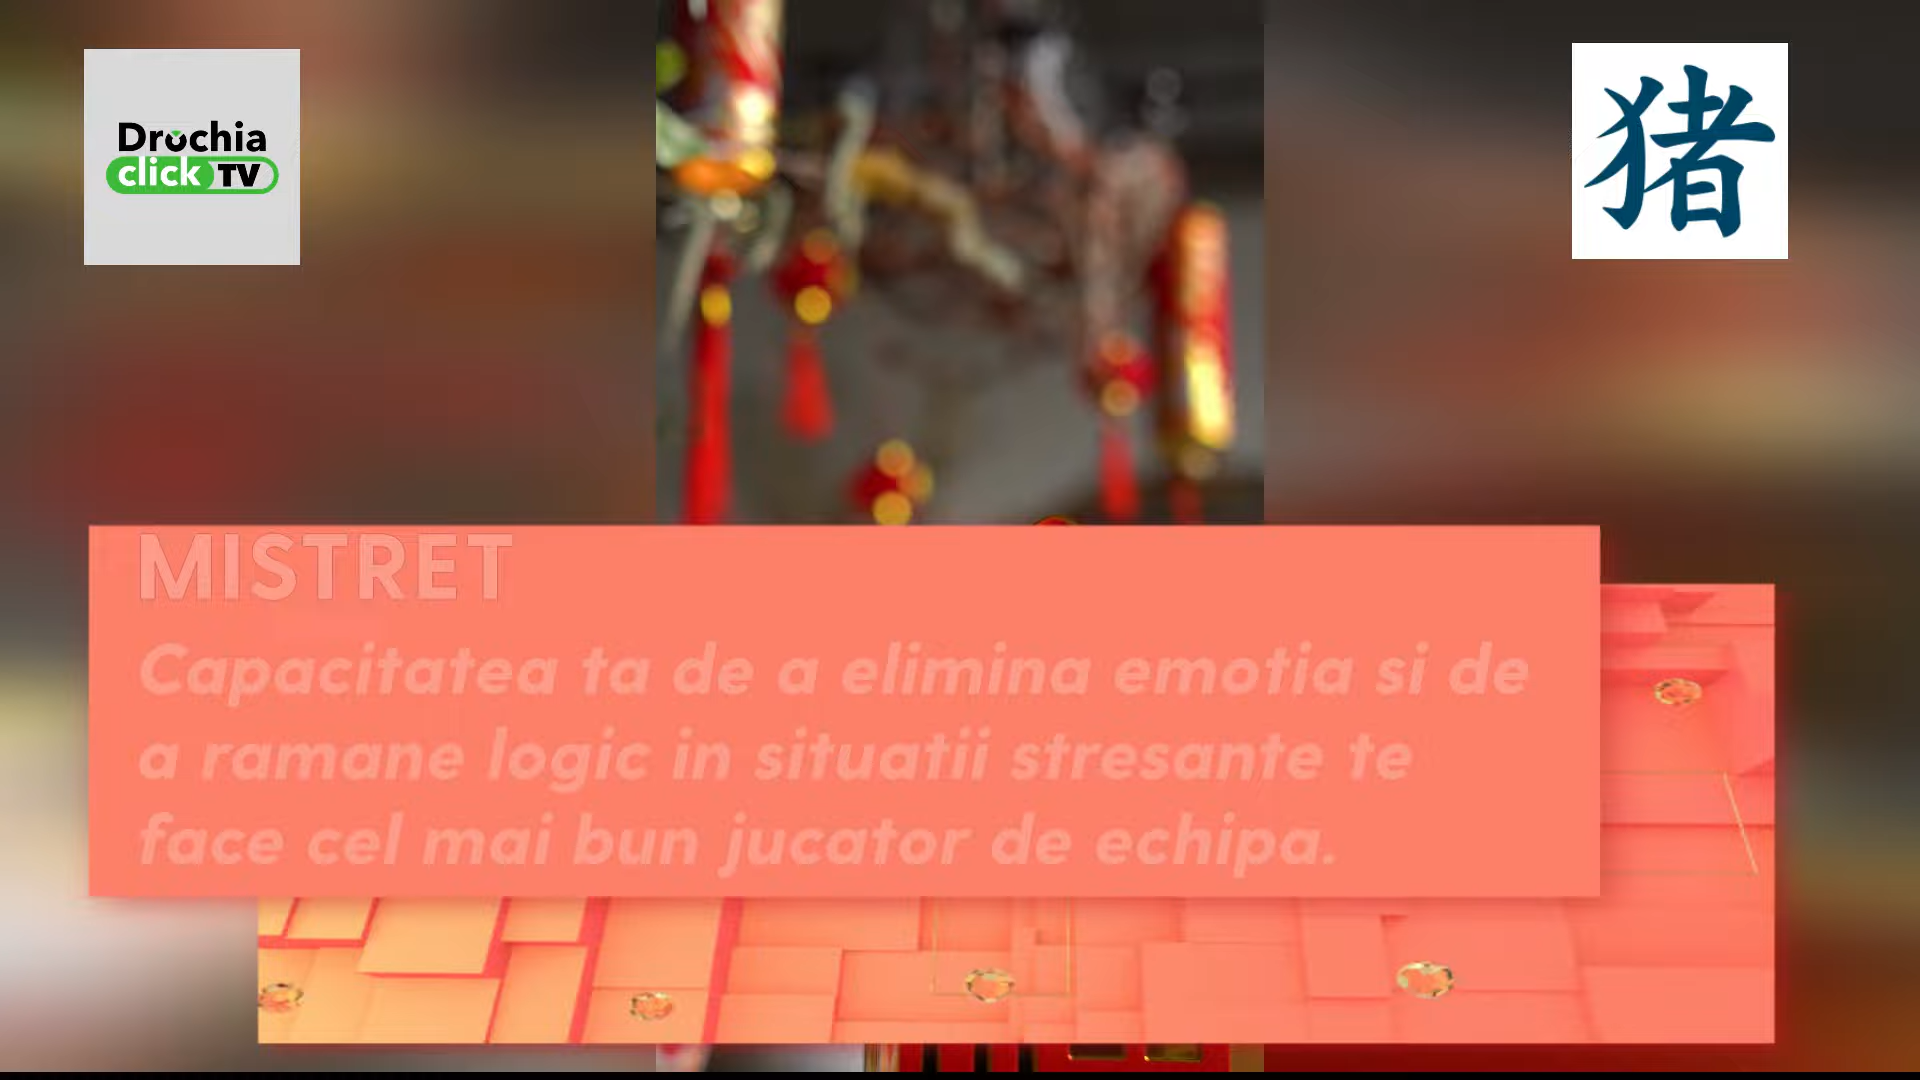 Drochia
click TV
猪
MISTRET
Capacitatea ta de a elimina emotia si de
a ramane logic in situatii stresante te
face cel mai bun jucator de echipa.